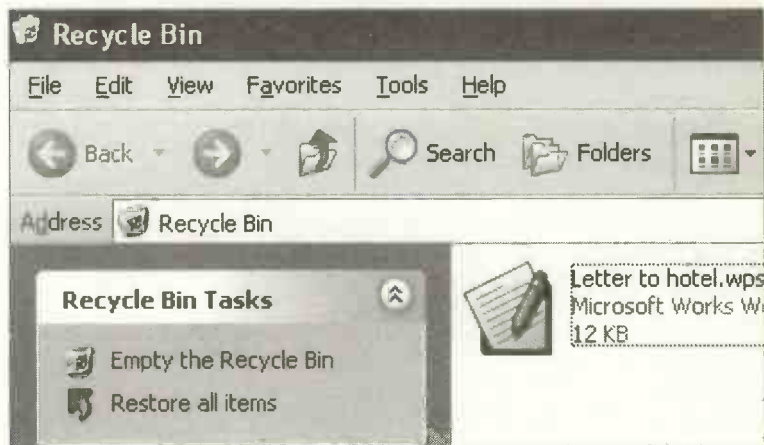 Recycle Bin
File Edit View Favorites Tools Help
Back Search Folders
Address Recycle Bin
Recycle Bin Tasks
Empty the Recycle Bin
Restore all items
Letter to hotel.wps
Microsoft Works
12 KB